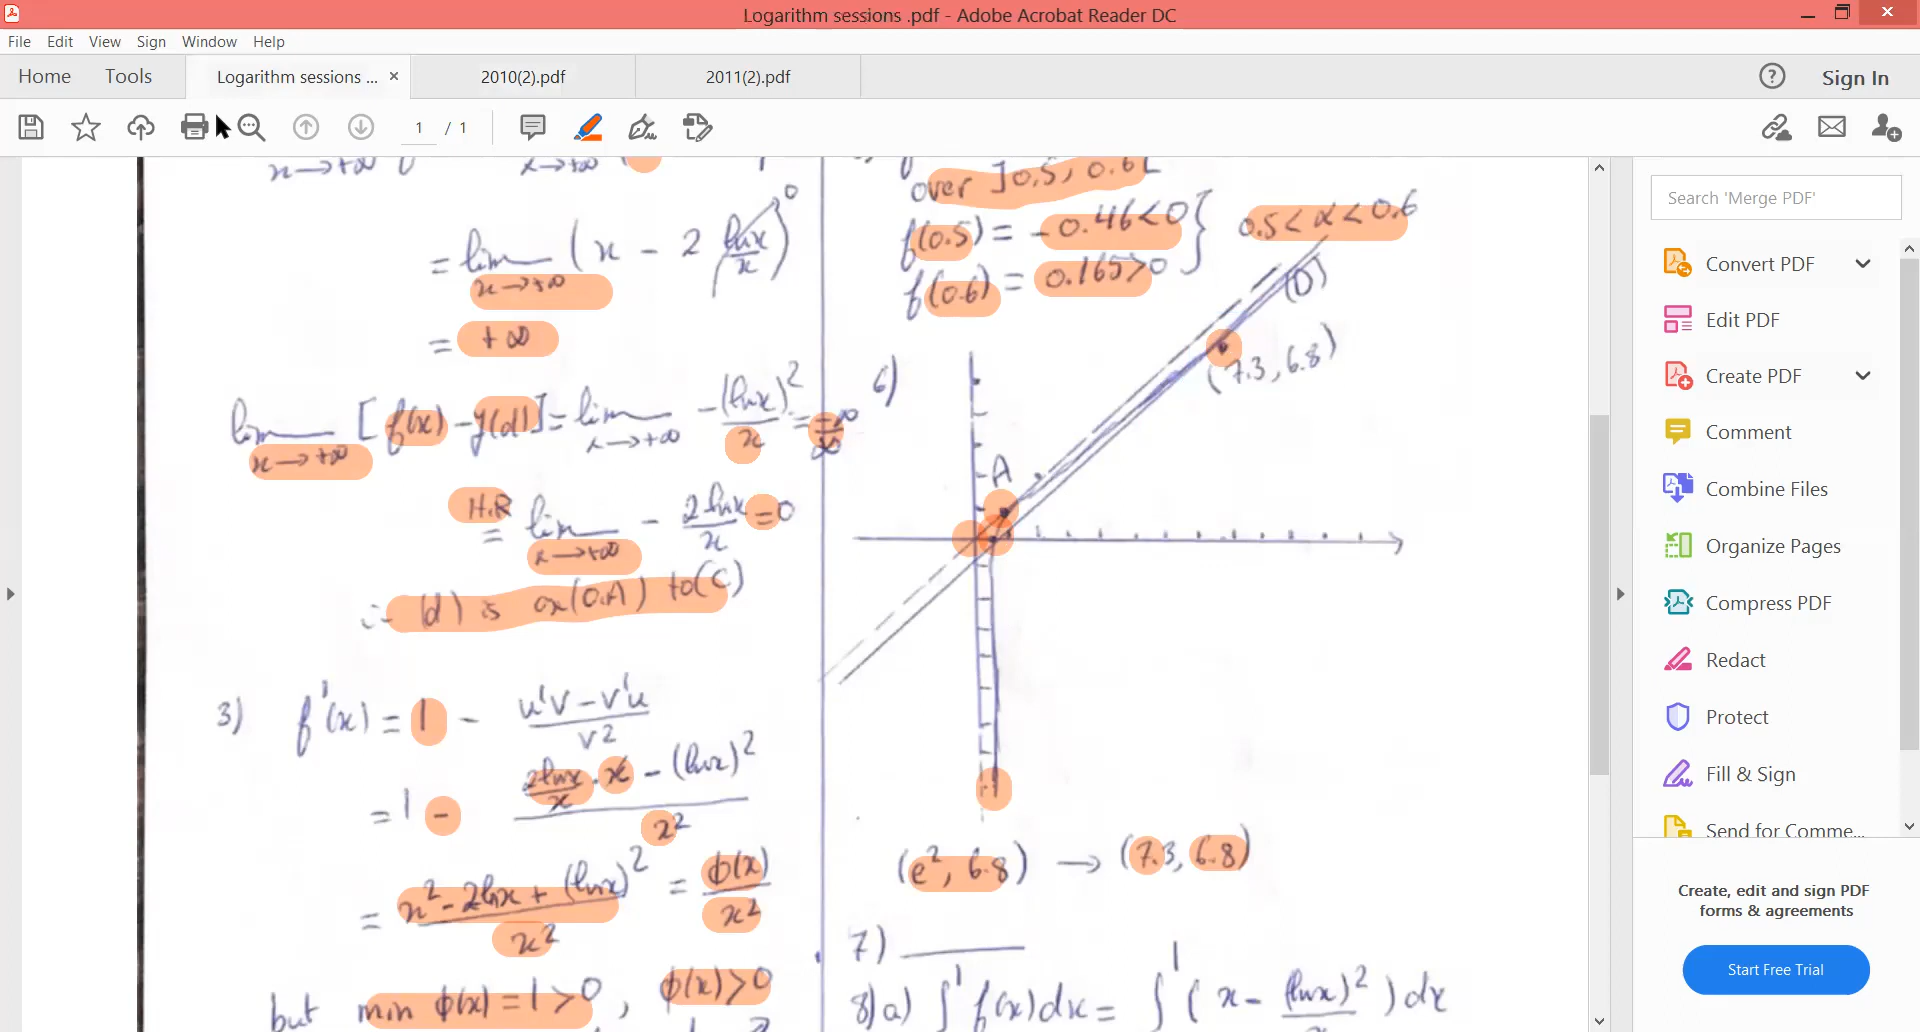 Logarithm sessions .pdf - Adobe Acrobat Reader DC
File Edit View Sign Window Help
Home Tools Logarithm sessions ... × 2010(2).pdf 2011(2).pdf Sign In
1 / 1
x→+∞ x→+∞
= lim (x - 2 lnx/x) 0
x→+∞
= +∞
lim [f(x) - y(d)] = lim -(lnx)²/x = -∞/∞
x→+∞ x→+∞
H.R
= lim - 2lnx/x = 0
x→+∞
∴ (d) is an (O.A) to (C)
3) f'(x) = 1 - u'v - v'u / v²
= 1 - 2lnx/x . x - (lnx)² / x²
= x² - 2lnx + (lnx)² / x² = φ(x)/x²
but min φ(x) = 1 > 0, φ(x) > 0
over ]0.5, 0.6[
f(0.5) = -0.46 < 0 } 0.5 < α < 0.6
f(0.6) = 0.165 > 0
6)
(D)
(7.3, 6.8)
A
(e², 6.8) → (7.3, 6.8)
7)
8) a) ∫¹ f(x)dx = ∫¹ (x - (lnx)²) dx
Search 'Merge PDF'
Convert PDF
Edit PDF
Create PDF
Comment
Combine Files
Organize Pages
Compress PDF
Redact
Protect
Fill & Sign
Send for Comme...
Create, edit and sign PDF
forms & agreements
Start Free Trial